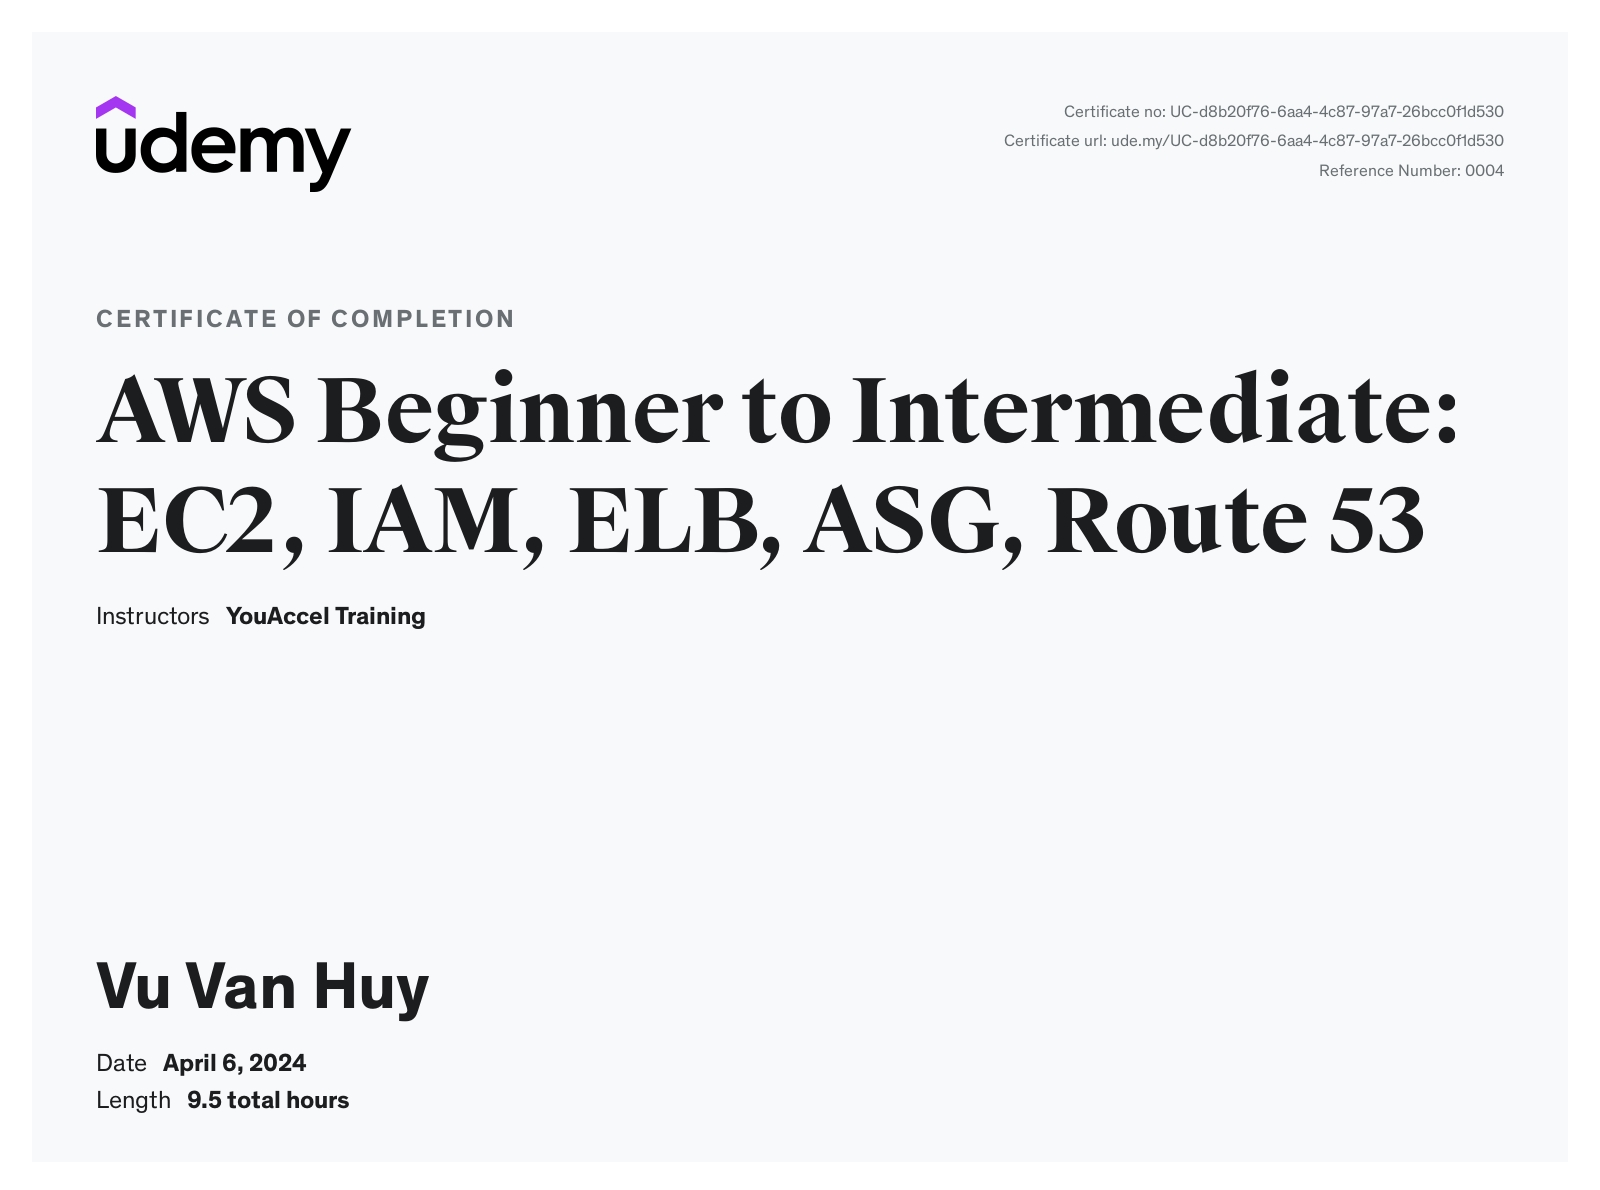 udemy
Certificate no: UC-d8b20f76-6aa4-4c87-97a7-26bcc0f1d530
Certificate url: ude.my/UC-d8b20f76-6aa4-4c87-97a7-26bcc0f1d530
Reference Number: 0004
CERTIFICATE OF COMPLETION
AWS Beginner to Intermediate:
EC2, IAM, ELB, ASG, Route 53
Instructors YouAccel Training
Vu Van Huy
Date April 6, 2024
Length 9.5 total hours